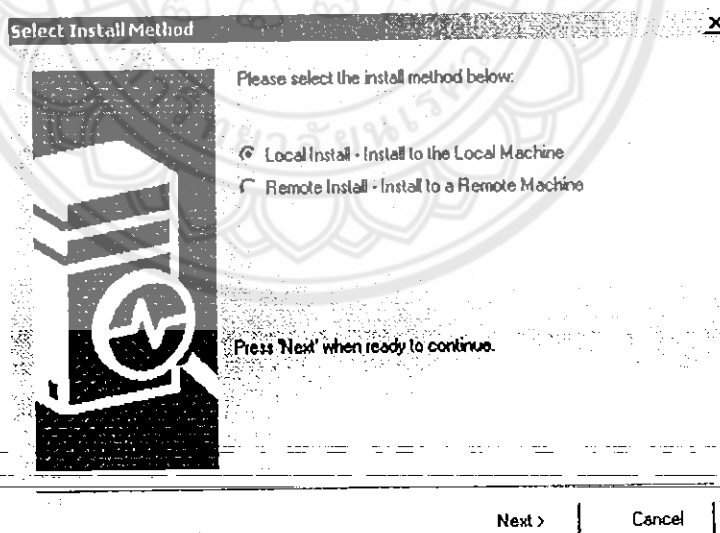 Select Install Method
Please select the install method below:
Local Install - Install to the Local Machine
Remote Install - Install to a Remote Machine
Press 'Next' when ready to continue.
Next >
Cancel